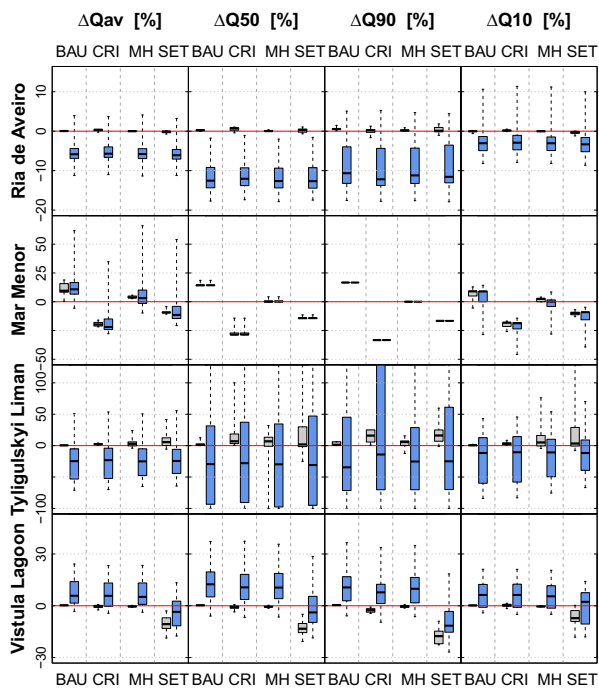 ΔQav [%] ΔQ50 [%] ΔQ90 [%] ΔQ10 [%]
BAU CRI MH SET BAU CRI MH SET BAU CRI MH SET BAU CRI MH SET
Ria de Aveiro
10
0
−10
−20
Mar Menor
50
25
0
−50
Tyligulskyi Liman
100
50
0
−100
Vistula Lagoon
30
0
−30
BAU CRI MH SET BAU CRI MH SET BAU CRI MH SET BAU CRI MH SET